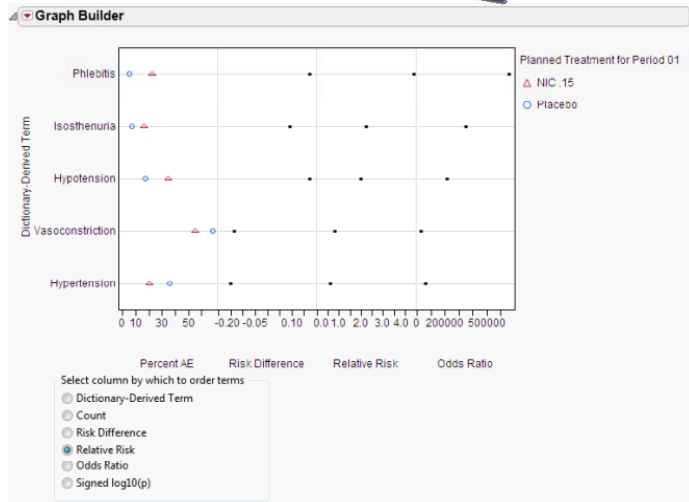 Graph Builder
Planned Treatment for Period 01
NIC .15
Placebo
Dictionary-Derived Term
Phlebitis
Isosthenuria
Hypotension
Vasoconstriction
Hypertension
0 10 30 50 -0.20 -0.05 0.10 0.0 1.0 2.0 3.0 4.0 0 200000 500000
Percent AE Risk Difference Relative Risk Odds Ratio
Select column by which to order terms
Dictionary-Derived Term
Count
Risk Difference
Relative Risk
Odds Ratio
Signed log10(p)